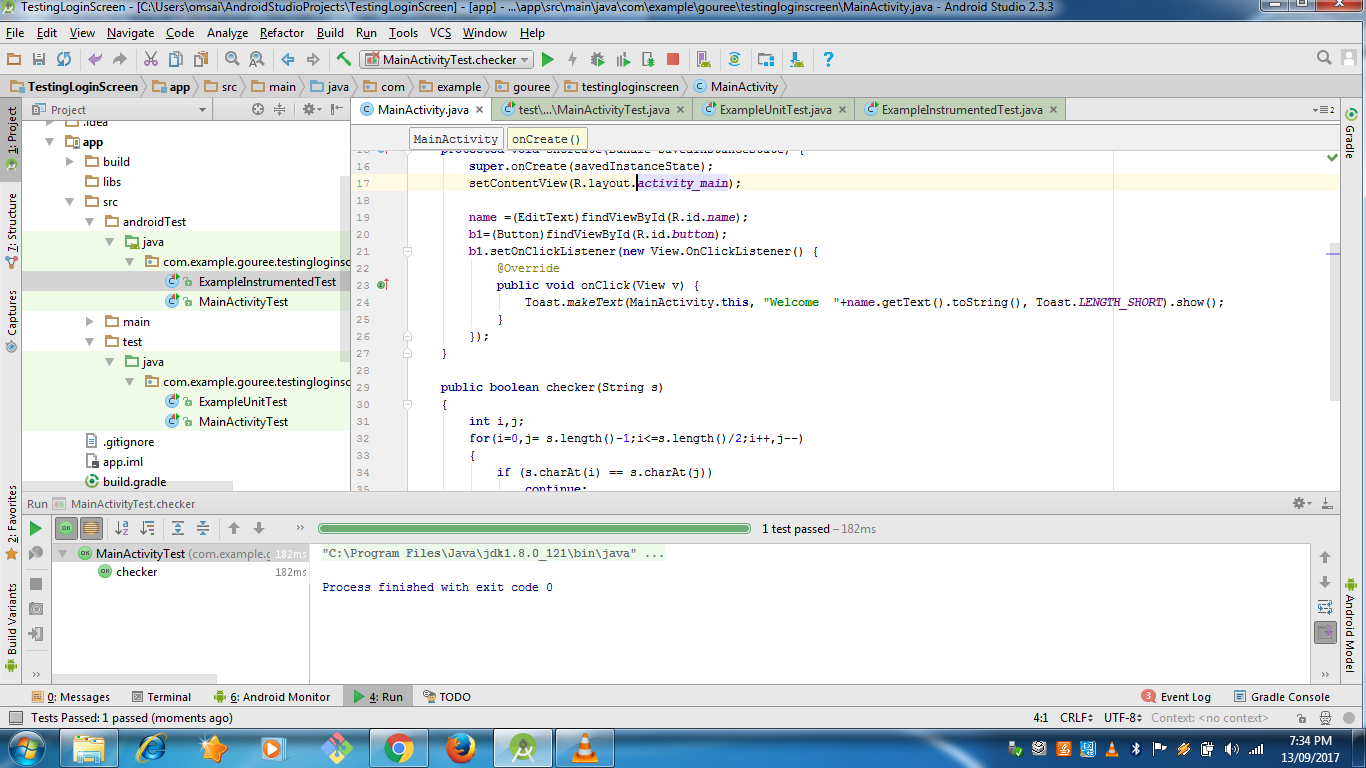 TestingLoginScreen - [C:\Users\omsai\AndroidStudioProjects\TestingLoginScreen] - [app] - ...\app\src\main\java\com\example\gouree\testingloginscreen\MainActivity.java - Android Studio 2.3.3
File Edit View Navigate Code Analyze Refactor Build Run Tools VCS Window Help
MainActivityTest.checker
TestingLoginScreen app src main java com example gouree testingloginscreen MainActivity
Project
MainActivity.java test\...\MainActivityTest.java ExampleUnitTest.java ExampleInstrumentedTest.java
2
1: Project
7: Structure
Captures
2: Favorites
Build Variants
Gradle
Android Model
.idea
app
build
libs
src
androidTest
java
com.example.gouree.testingloginsc
ExampleInstrumentedTest
MainActivityTest
main
test
java
com.example.gouree.testingloginsc
ExampleUnitTest
MainActivityTest
.gitignore
app.iml
build.gradle
MainActivity onCreate()
15 protected void onCreate(Bundle savedInstanceState) {
16 super.onCreate(savedInstanceState);
17 setContentView(R.layout.activity_main);
18
19 name =(EditText)findViewById(R.id.name);
20 b1=(Button)findViewById(R.id.button);
21 b1.setOnClickListener(new View.OnClickListener() {
22 @Override
23 public void onClick(View v) {
24 Toast.makeText(MainActivity.this, "Welcome  "+name.getText().toString(), Toast.LENGTH_SHORT).show();
25 }
26 });
27 }
28
29 public boolean checker(String s)
30 {
31 int i,j;
32 for(i=0,j= s.length()-1;i<=s.length()/2;i++,j--)
33 {
34 if (s.charAt(i) == s.charAt(j))
35 continue;
Run MainActivityTest.checker
1 test passed – 182ms
MainActivityTest (com.example.g 182ms
checker 182ms
"C:\Program Files\Java\jdk1.8.0_121\bin\java" ...
Process finished with exit code 0
0: Messages Terminal 6: Android Monitor 4: Run TODO 3 Event Log Gradle Console
Tests Passed: 1 passed (moments ago) 4:1 CRLF UTF-8 Context: <no context>
7:34 PM
13/09/2017